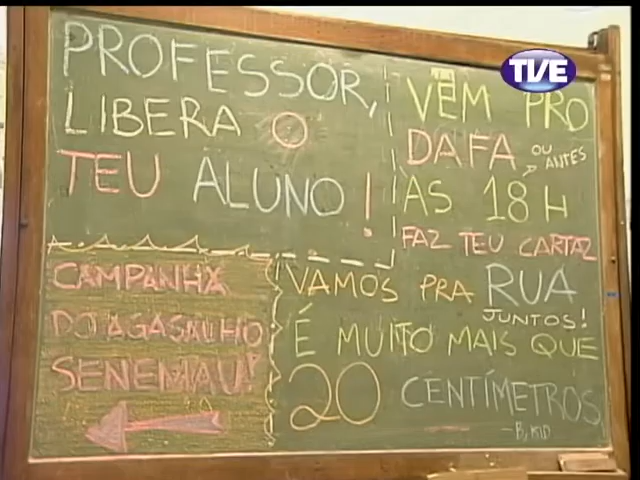 TVE
PROFESSOR,
LIBERA O
TEU ALUNO!
VEM PRO
DAFA OU ANTES
AS 18H
FAZ TEU CARTAZ
CAMPANHA
DO AGASALHO
SENEMAU!
VAMOS PRA RUA
JUNTOS!
É MUITO MAIS QUE
20 CENTÍMETROS